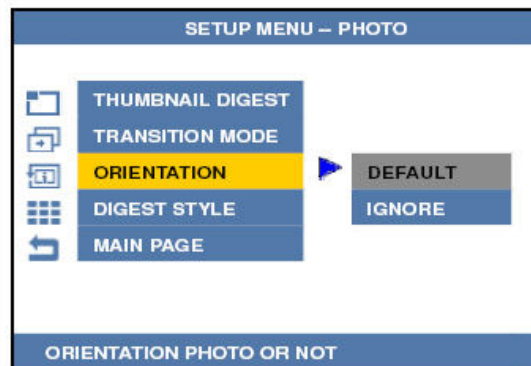 SETUP MENU – PHOTO
THUMBNAIL DIGEST
TRANSITION MODE
ORIENTATION
DEFAULT
DIGEST STYLE
IGNORE
MAIN PAGE
ORIENTATION PHOTO OR NOT